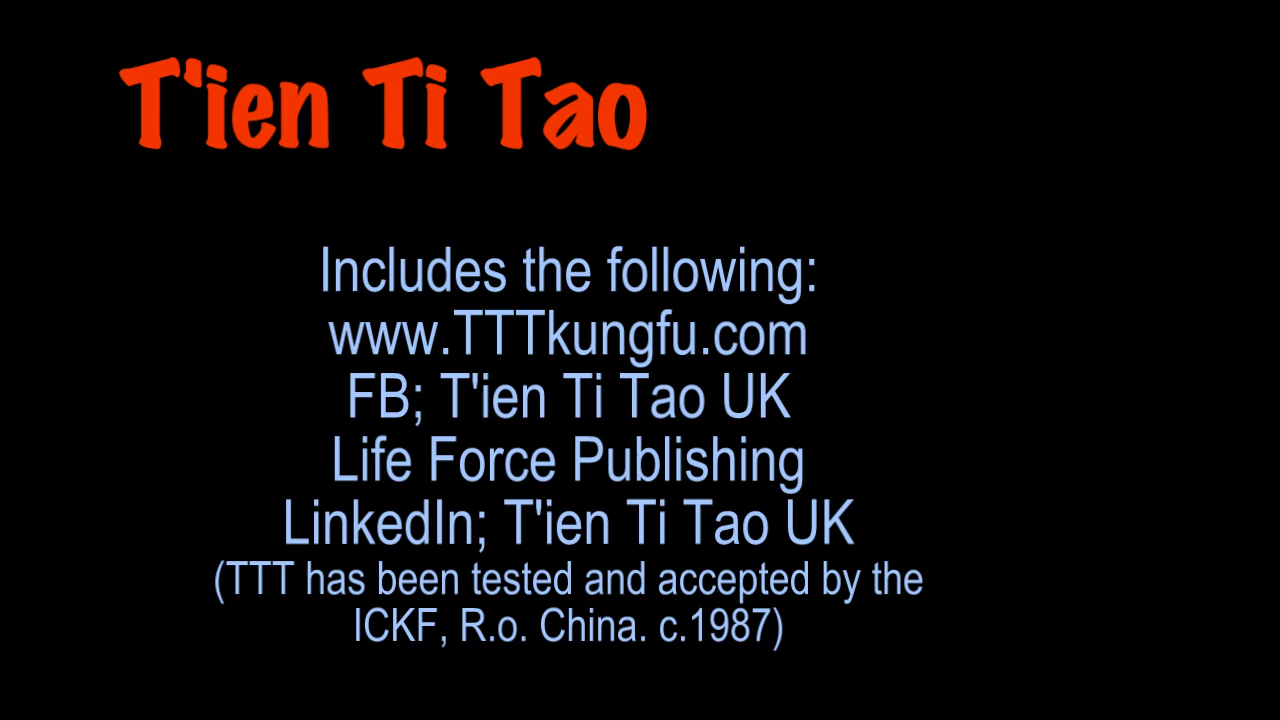 T'ien Ti Tao
Includes the following:
www.TTTkungfu.com
FB; T'ien Ti Tao UK
Life Force Publishing
LinkedIn; T'ien Ti Tao UK
(TTT has been tested and accepted by the
ICKF, R.o. China. c.1987)